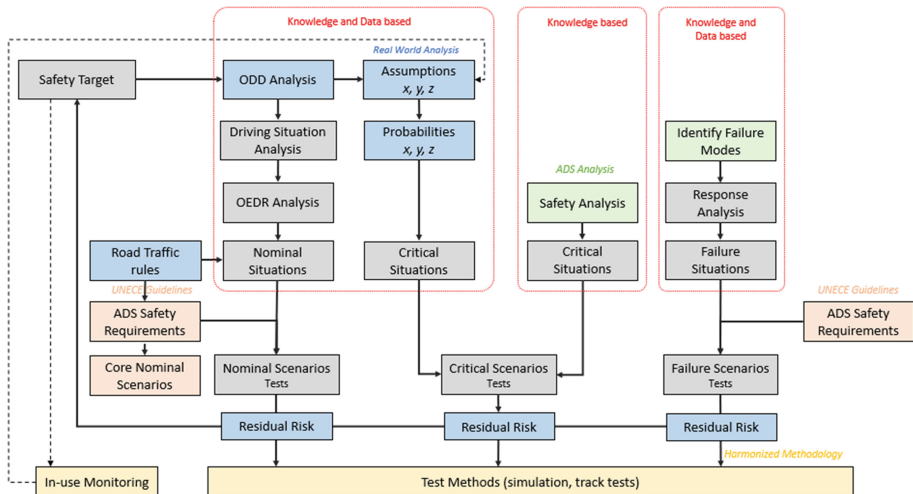 Knowledge and Data based
Knowledge based
Knowledge and
Data based
Real World Analysis
Safety Target
ODD Analysis
Assumptions
x, y, z
Driving Situation
Analysis
Probabilities
x, y, z
Identify Failure
Modes
ADS Analysis
OEDR Analysis
Safety Analysis
Response
Analysis
Road Traffic
rules
Nominal
Situations
Critical
Situations
Critical
Situations
Failure
Situations
UNECE Guidelines
UNECE Guidelines
ADS Safety
Requirements
ADS Safety
Requirements
Core Nominal
Scenarios
Nominal Scenarios
Tests
Critical Scenarios
Tests
Failure Scenarios
Tests
Residual Risk
Residual Risk
Residual Risk
Harmonized Methodology
In-use Monitoring
Test Methods (simulation, track tests)